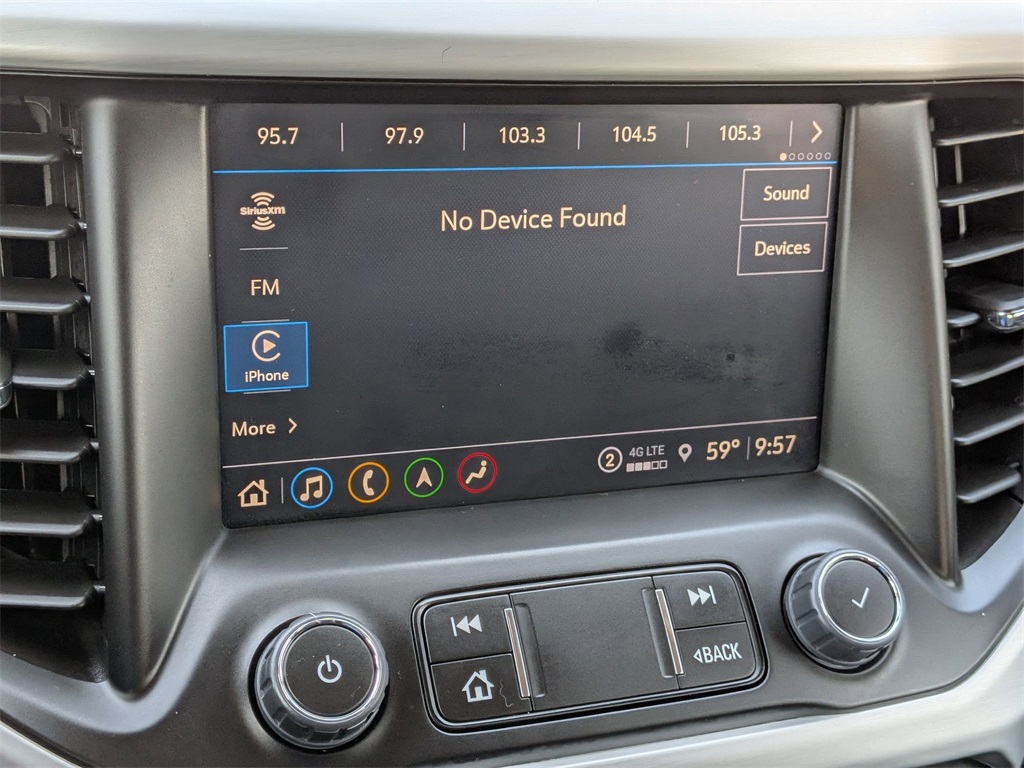 95.7 97.9 103.3 104.5 105.3
SiriusXM
No Device Found
Sound
FM
Devices
iPhone
More
2 4G LTE 59° 9:57
BACK